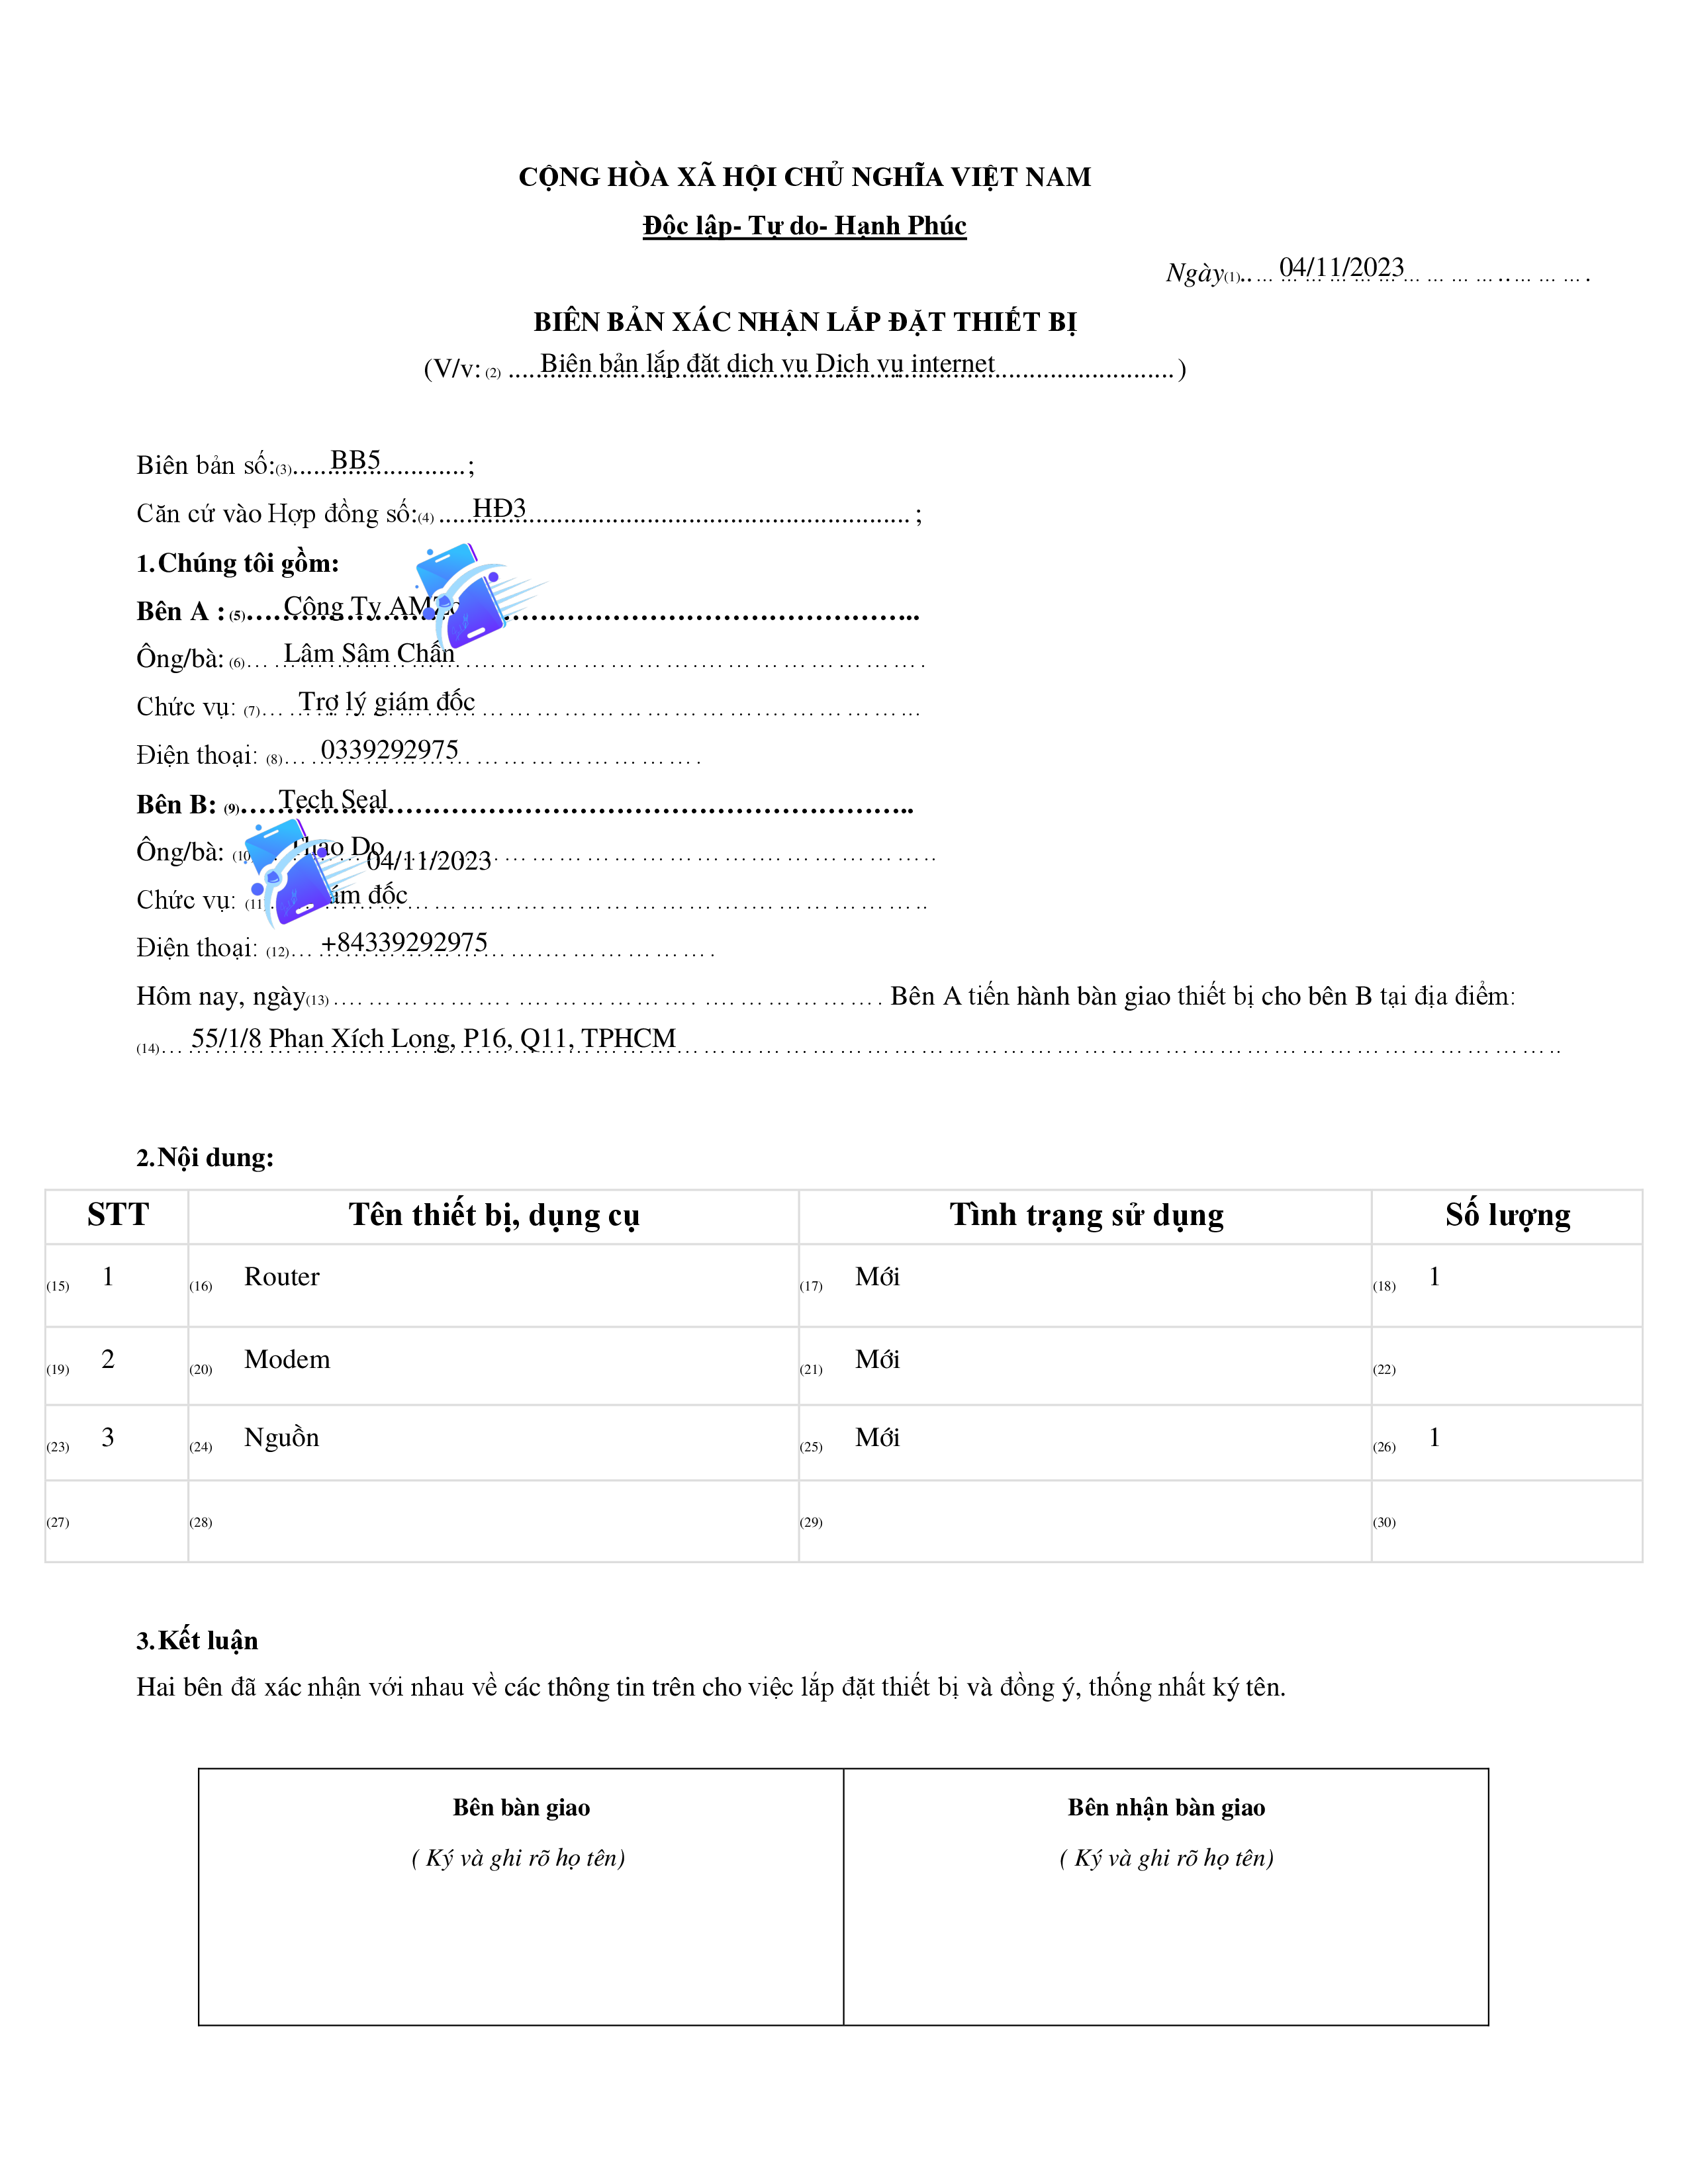 CỘNG HÒA XÃ HỘI CHỦ NGHĨA VIỆT NAM
Độc lập- Tự do- Hạnh Phúc
Ngày(1) 04/11/2023
BIÊN BẢN XÁC NHẬN LẮP ĐẶT THIẾT BỊ
(V/v: (2) Biên bản lắp đặt dịch vụ Dịch vụ internet)
Biên bản số:(3) BB5 ;
Căn cứ vào Hợp đồng số:(4) HĐ3 ;
1. Chúng tôi gồm:
Bên A : (5) Công Ty
Ông/bà: (6) Lâm Sâm Chấn
Chức vụ: (7) Trợ lý giám đốc
Điện thoại: (8) 0339292975
Bên B: (9) Tech Seal
Ông/bà: (10) Thao Do
04/11/2023
Chức vụ: (11) đốc
Điện thoại: (12) +84339292975
Hôm nay, ngày(13) Bên A tiến hành bàn giao thiết bị cho bên B tại địa điểm:
(14) 55/1/8 Phan Xích Long, P16, Q11, TPHCM
2. Nội dung:
STT Tên thiết bị, dụng cụ Tình trạng sử dụng Số lượng
(15) 1 (16) Router (17) Mới (18) 1
(19) 2 (20) Modem (21) Mới (22)
(23) 3 (24) Nguồn (25) Mới (26) 1
(27) (28) (29) (30)
3. Kết luận
Hai bên đã xác nhận với nhau về các thông tin trên cho việc lắp đặt thiết bị và đồng ý, thống nhất ký tên.
Bên bàn giao Bên nhận bàn giao
( Ký và ghi rõ họ tên) ( Ký và ghi rõ họ tên)